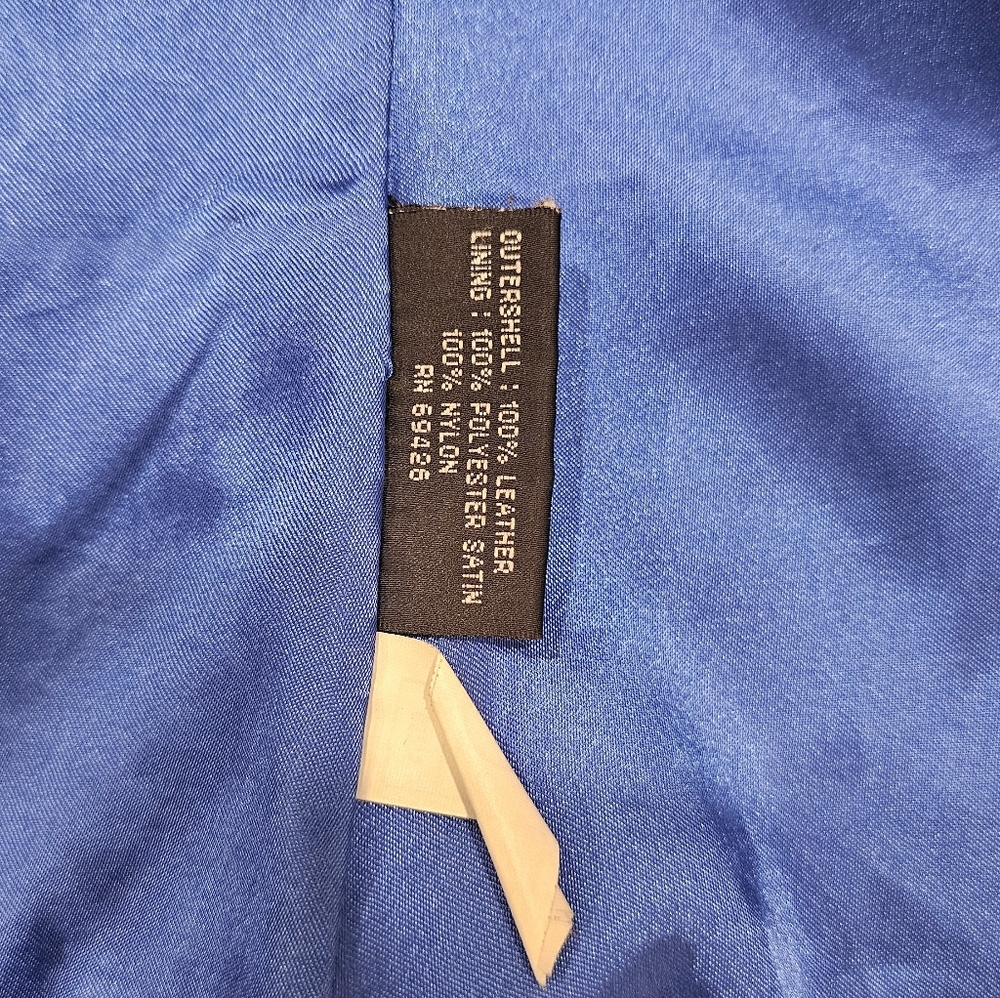 OUTERSHELL : 100% LEATHER
LINING : 100% POLYESTER SATIN
100% NYLON
RN 69426